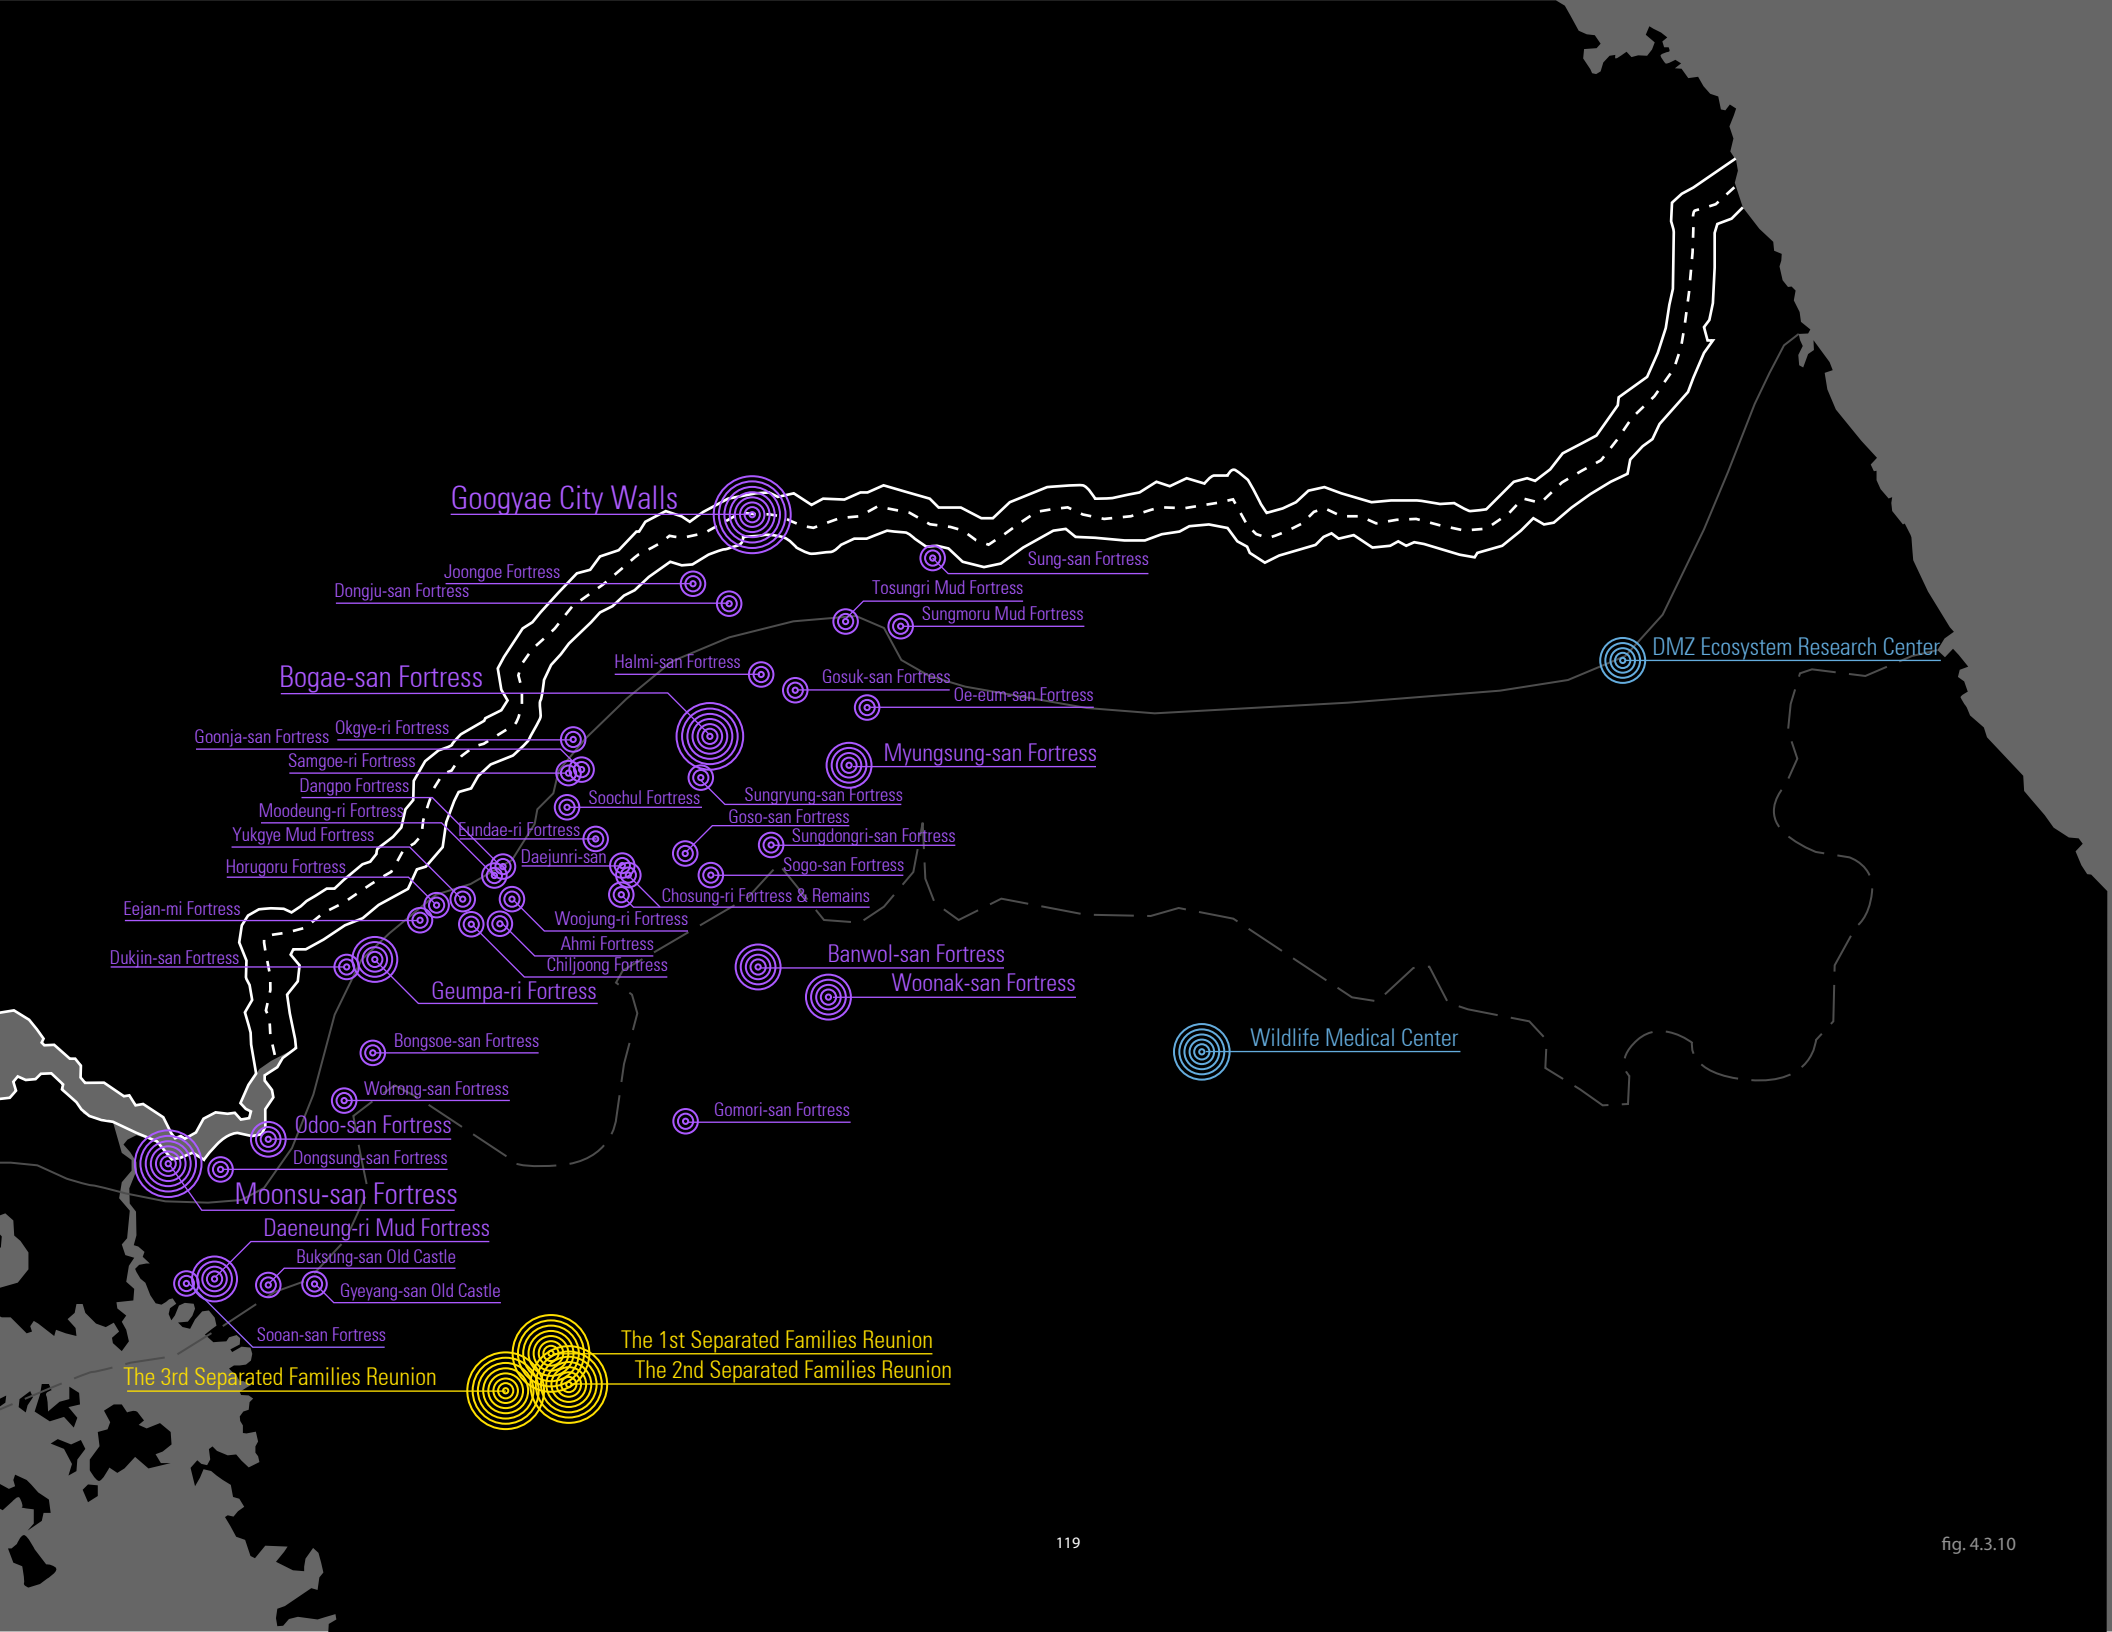 Googyae City Walls
Sung-san Fortress
Joongoe Fortress
Dongju-san Fortress
Tosungri Mud Fortress
Sungmoru Mud Fortress
DMZ Ecosystem Research Center
Halmi-san Fortress
Bogae-san Fortress
Gosuk-san Fortress
Oe-eum-san Fortress
Okgye-ri Fortress
Goonja-san Fortress
Myungsung-san Fortress
Samgoe-ri Fortress
Dangpo Fortress
Soochul Fortress
Sungryung-san Fortress
Moodeung-ri Fortress
Goso-san Fortress
Yukgye Mud Fortress
Eundae-ri Fortress
Sungdongri-san Fortress
Daejunri-san
Horugoru Fortress
Sogo-san Fortress
Chosung-ri Fortress & Remains
Eejan-mi Fortress
Woojung-ri Fortress
Ahmi Fortress
Dukjin-san Fortress
Banwol-san Fortress
Chiljoong Fortress
Woonak-san Fortress
Geumpa-ri Fortress
Bongsoe-san Fortress
Wildlife Medical Center
Wolrong-san Fortress
Gomori-san Fortress
Odoo-san Fortress
Dongsung-san Fortress
Moonsu-san Fortress
Daeneung-ri Mud Fortress
Buksung-san Old Castle
Gyeyang-san Old Castle
Sooan-san Fortress
The 1st Separated Families Reunion
The 2nd Separated Families Reunion
The 3rd Separated Families Reunion
119
fig. 4.3.10